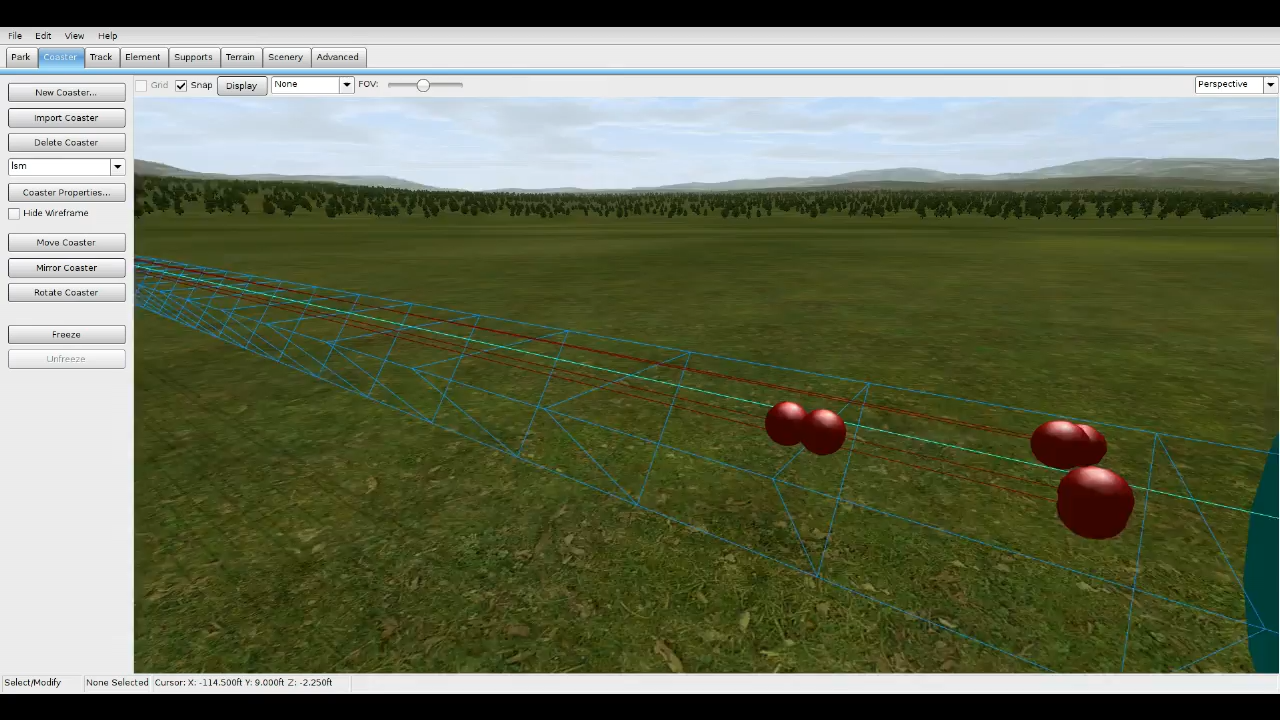 File Edit View Help
Park Coaster Track Element Supports Terrain Scenery Advanced
Grid Snap Display None FOV: Perspective
New Coaster...
Import Coaster
Delete Coaster
lsm
Coaster Properties...
Hide Wireframe
Move Coaster
Mirror Coaster
Rotate Coaster
Freeze
Unfreeze
Select/Modify None Selected Cursor: X: -114.500ft Y: 9.000ft Z: -2.250ft